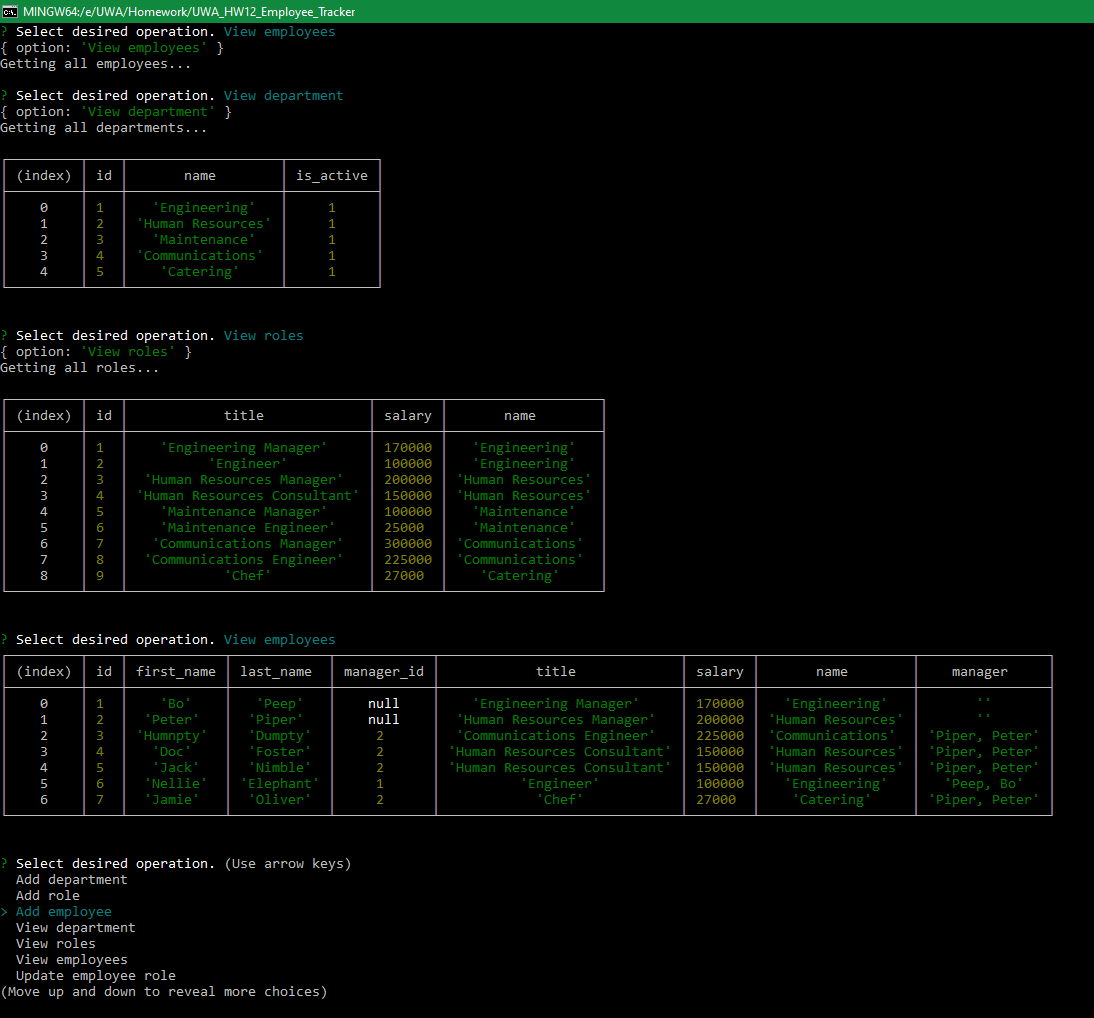 MINGW64:/e/UWA/Homework/UWA_HW12_Employee_Tracker
? Select desired operation. View employees
{ option: 'View employees' }
Getting all employees...
? Select desired operation. View department
{ option: 'View department' }
Getting all departments...
(index) id name is_active
0 1 'Engineering' 1
1 2 'Human Resources' 1
2 3 'Maintenance' 1
3 4 'Communications' 1
4 5 'Catering' 1
? Select desired operation. View roles
{ option: 'View roles' }
Getting all roles...
(index) id title salary name
0 1 'Engineering Manager' 170000 'Engineering'
1 2 'Engineer' 100000 'Engineering'
2 3 'Human Resources Manager' 200000 'Human Resources'
3 4 'Human Resources Consultant' 150000 'Human Resources'
4 5 'Maintenance Manager' 100000 'Maintenance'
5 6 'Maintenance Engineer' 25000 'Maintenance'
6 7 'Communications Manager' 300000 'Communications'
7 8 'Communications Engineer' 225000 'Communications'
8 9 'Chef' 27000 'Catering'
? Select desired operation. View employees
(index) id first_name last_name manager_id title salary name manager
0 1 'Bo' 'Peep' null 'Engineering Manager' 170000 'Engineering' ''
1 2 'Peter' 'Piper' null 'Human Resources Manager' 200000 'Human Resources' ''
2 3 'Humnpty' 'Dumpty' 2 'Communications Engineer' 225000 'Communications' 'Piper, Peter'
3 4 'Doc' 'Foster' 2 'Human Resources Consultant' 150000 'Human Resources' 'Piper, Peter'
4 5 'Jack' 'Nimble' 2 'Human Resources Consultant' 150000 'Human Resources' 'Piper, Peter'
5 6 'Nellie' 'Elephant' 1 'Engineer' 100000 'Engineering' 'Peep, Bo'
6 7 'Jamie' 'Oliver' 2 'Chef' 27000 'Catering' 'Piper, Peter'
? Select desired operation. (Use arrow keys)
Add department
Add role
> Add employee
View department
View roles
View employees
Update employee role
(Move up and down to reveal more choices)